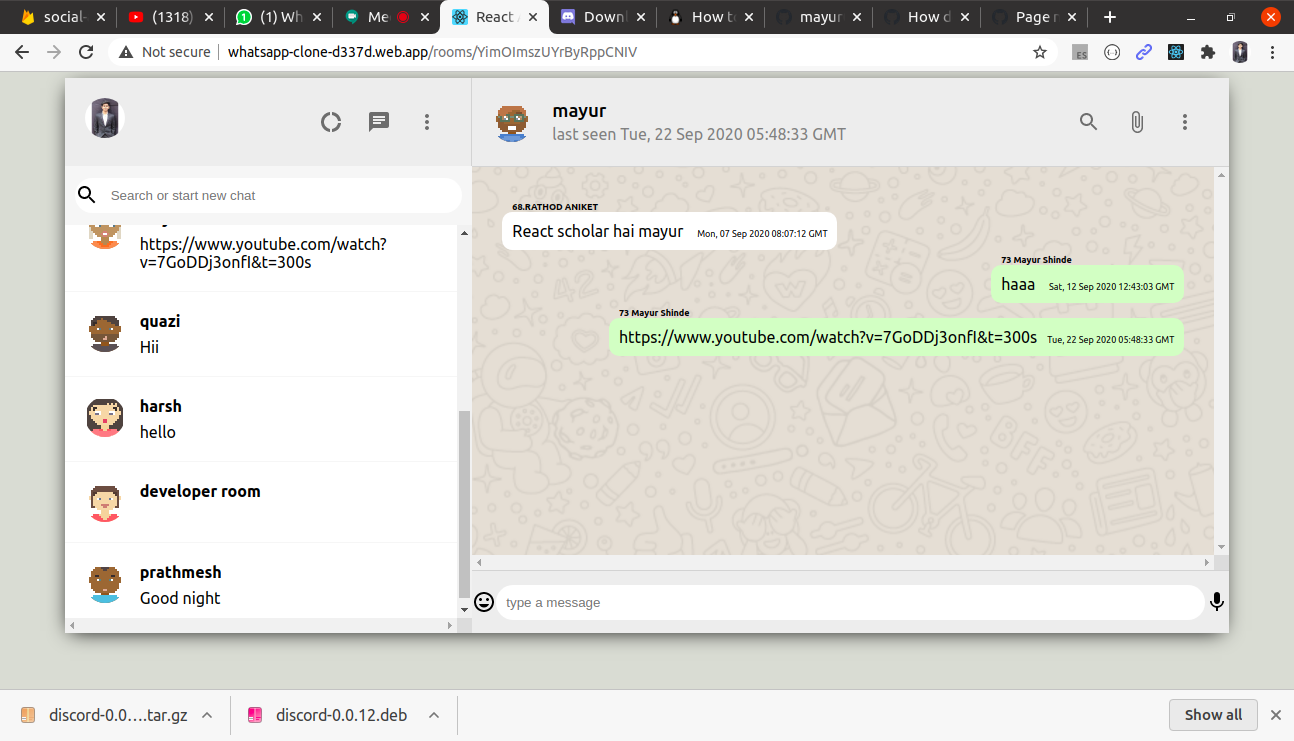 social-
(1318)
(1) Wh
Me
React A
Downl
How to
mayur
How d
Page n
Not secure
whatsapp-clone-d337d.web.app/rooms/YimOImszUYrByRppCNIV
ES
mayur
last seen Tue, 22 Sep 2020 05:48:33 GMT
Search or start new chat
https://www.youtube.com/watch?
v=7GoDDj3onfI&t=300s
quazi
Hii
harsh
hello
developer room
prathmesh
Good night
68.RATHOD ANIKET
React scholar hai mayur Mon, 07 Sep 2020 08:07:12 GMT
73 Mayur Shinde
haaa Sat, 12 Sep 2020 12:43:03 GMT
73 Mayur Shinde
https://www.youtube.com/watch?v=7GoDDj3onfI&t=300s Tue, 22 Sep 2020 05:48:33 GMT
type a message
discord-0.0....tar.gz
discord-0.0.12.deb
Show all